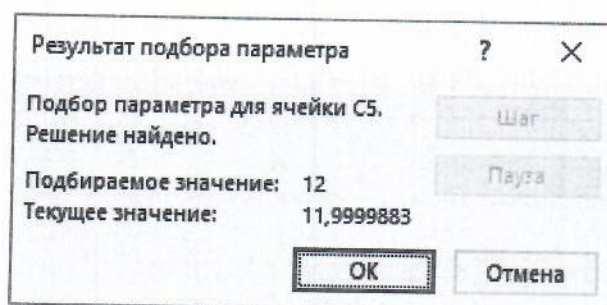 Результат подбора параметра ? ×
Подбор параметра для ячейки C5.
Решение найдено.
Шаг
Подбираемое значение: 12
Пауза
Текущее значение: 11,9999883
ОК
Отмена